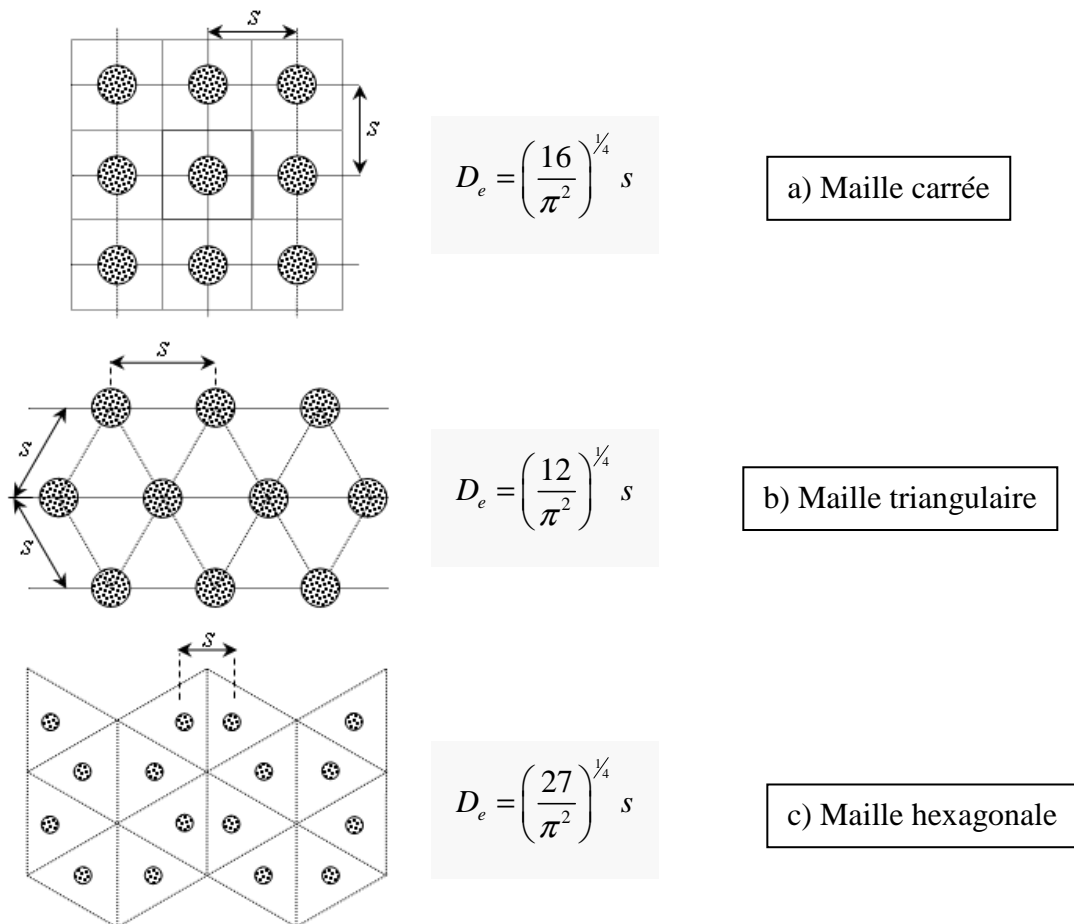 s
s
D_e = (16/π²)^{1/4} s
a) Maille carrée
s
s
s
D_e = (12/π²)^{1/4} s
b) Maille triangulaire
s
D_e = (27/π²)^{1/4} s
c) Maille hexagonale